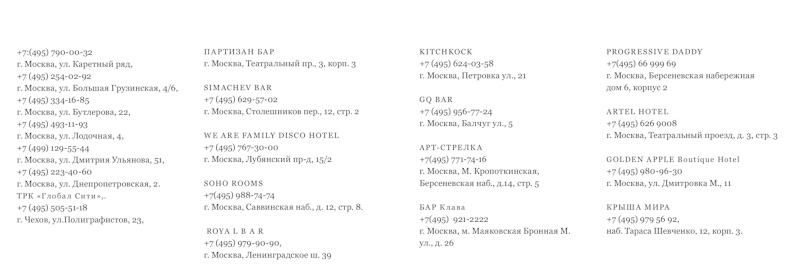 +7:(495) 790-00-32
г. Москва, ул. Каретный ряд,
+7 (495) 254-02-92
г. Москва, ул. Большая Грузинская, 4/6,
+7 (495) 334-16-85
г. Москва, ул. Бутлерова, 22,
+7 (495) 493-11-93
г. Москва, ул. Лодочная, 4,
+7 (499) 129-55-44
г. Москва, ул. Дмитрия Ульянова, 51,
+7 (495) 223-40-60
г. Москва, ул. Днепропетровская, 2.
ТРК «Глобал Сити»,.
+7 (495) 505-51-18
г. Чехов, ул.Полиграфистов, 23,
ПАРТИЗАН БАР
г. Москва, Театральный пр., 3, корп. 3
SIMACHEV BAR
+7 (495) 629-57-02
г. Москва, Столешников пер., 12, стр. 2
WE ARE FAMILY DISCO HOTEL
+7 (495) 767-30-00
г. Москва, Лубянский пр-д, 15/2
SOHO ROOMS
+7(495) 988-74-74
г. Москва, Саввинская наб., д. 12, стр. 8.
ROYA L B A R
+7 (495) 979-90-90,
г. Москва, Ленинградское ш. 39
KITCHКОСК
+7 (495) 624-03-58
г. Москва, Петровка ул., 21
GQ BAR
+7 (495) 956-77-24
г. Москва, Балчуг ул., 5
АРТ-СТРЕЛКА
+7(495) 771-74-16
г. Москва, М. Кропоткинская,
Берсеневская наб., д.14, стр. 5
БАР Клава
+7(495) 921-2222
г. Москва, м. Маяковская Бронная М.
ул., д. 26
PROGRESSIVE DADDY
+7(495) 66 999 69
г. Москва, Берсеневская набережная
дом 6, корпус 2
ARTEL HOTEL
+7 (495) 626 9008
г. Москва, Театральный проезд, д. 3, стр. 3
GOLDEN APPLE Boutique Hotel
+7 (495) 980-96-30
г. Москва, ул. Дмитровка М., 11
КРЫША МИРА
+7 (495) 979 56 92,
наб. Тараса Шевченко, 12, корп. 3.